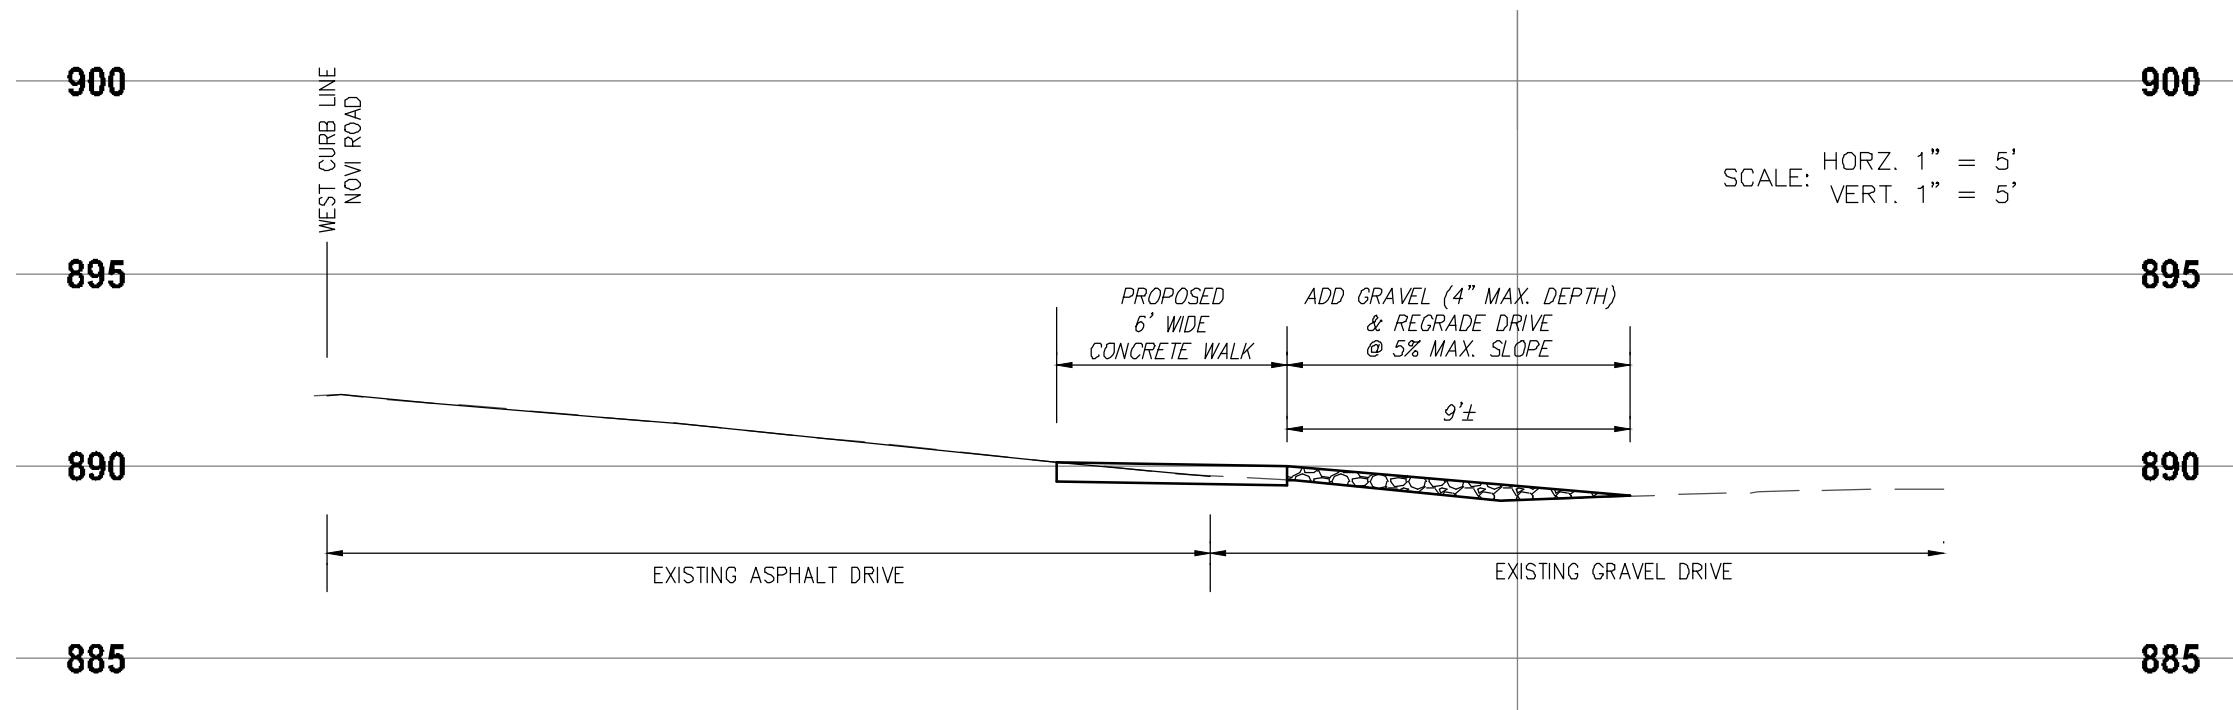 900
900
WEST CURB LINE
NOVI ROAD
SCALE:
HORZ. 1" = 5'
VERT. 1" = 5'
895
895
PROPOSED
6' WIDE
CONCRETE WALK
ADD GRAVEL (4" MAX. DEPTH)
& REGRADE DRIVE
@ 5% MAX. SLOPE
9'±
890
890
EXISTING ASPHALT DRIVE
EXISTING GRAVEL DRIVE
885
885